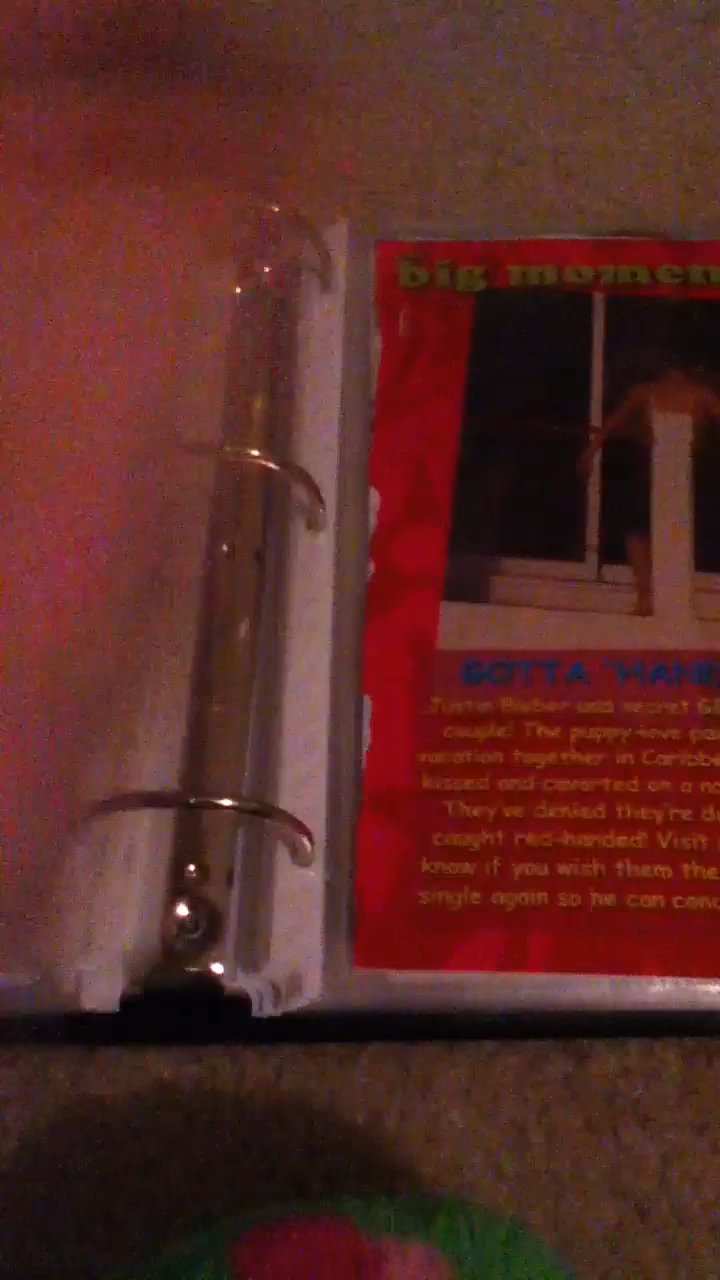 big momen
GOTTA "HAND
Justin Bieber and secret
couple! The puppy-love pa
vacation together in Caribbe
kissed and cavorted on a
They've denied they're d
caught red-handed! Visit
know if you wish them the
single again so he can conc